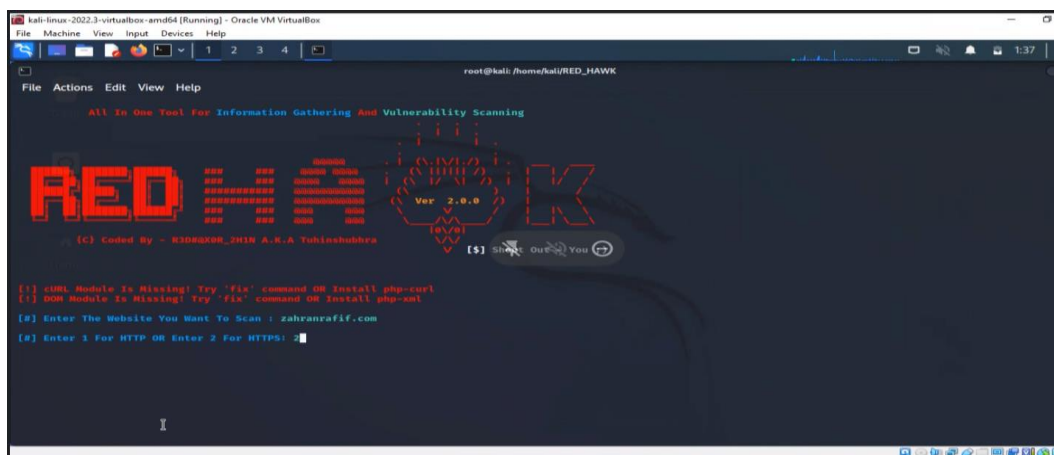 kali-linux-2022.3-virtualbox-amd64 [Running] - Oracle VM VirtualBox
File Machine View Input Devices Help
1 2 3 4
1:37
root@kali: /home/kali/RED_HAWK
File Actions Edit View Help
All In One Tool For Information Gathering And Vulnerability Scanning
RED HAWK
Ver 2.0.0
(C) Coded By - R3D#@X0R_2H1N A.K.A Tuhinshubhra
[$] Shout Out You
[!] cURL Module Is Missing! Try 'fix' command OR Install php-curl
[!] DOM Module Is Missing! Try 'fix' command OR Install php-xml
[#] Enter The Website You Want To Scan : zahranrafif.com
[#] Enter 1 For HTTP OR Enter 2 For HTTPS: 2